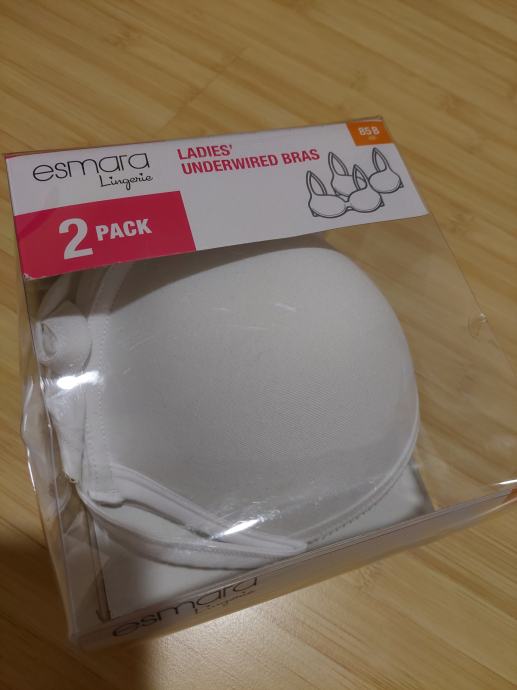 esmara
Lingerie
LADIES'
UNDERWIRED BRAS
85 B
2 PACK
esmara
Lingerie